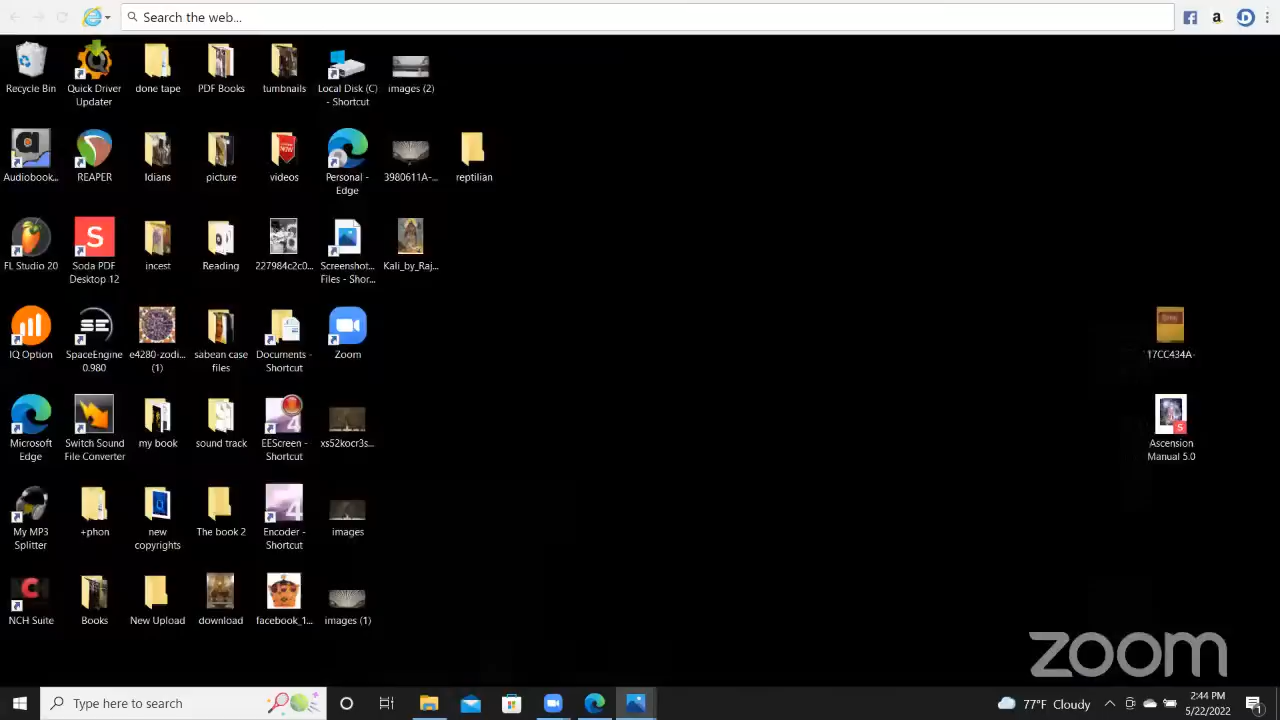 Search the web...
Recycle Bin
Quick Driver
Updater
done tape
PDF Books
tumbnails
Local Disk (C)
- Shortcut
images (2)
Audiobook...
REAPER
Idians
picture
videos
Personal -
Edge
3980611A-...
reptilian
FL Studio 20
Soda PDF
Desktop 12
incest
Reading
227984c2c0...
Screenshot...
Files - Shor...
Kali_by_Raj...
IQ Option
SpaceEngine
0.980
e4280-zodi...
(1)
sabean case
files
Documents -
Shortcut
Zoom
17CC434A-
Microsoft
Edge
Switch Sound
File Converter
my book
sound track
EEScreen -
Shortcut
xs52kocr3s...
Ascension
Manual 5.0
My MP3
Splitter
+phon
new
copyrights
The book 2
Encoder -
Shortcut
images
NCH Suite
Books
New Upload
download
facebook_1...
images (1)
zoom
Type here to search
77°F Cloudy
2:44 PM
5/22/2022
1